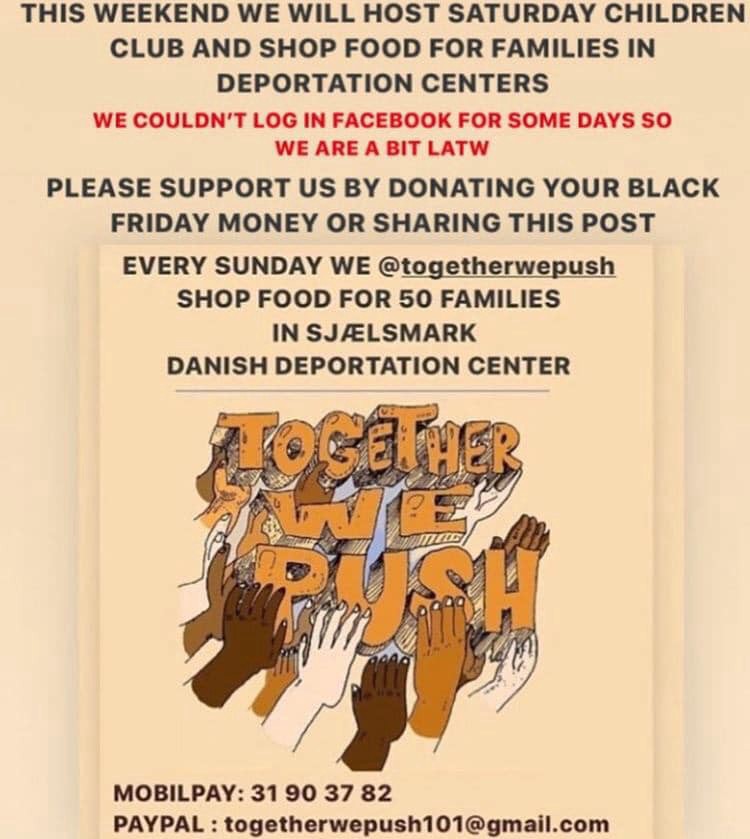 THIS WEEKEND WE WILL HOST SATURDAY CHILDREN
CLUB AND SHOP FOOD FOR FAMILIES IN
DEPORTATION CENTERS
WE COULDN'T LOG IN FACEBOOK FOR SOME DAYS SO
WE ARE A BIT LATW
PLEASE SUPPORT US BY DONATING YOUR BLACK
FRIDAY MONEY OR SHARING THIS POST
EVERY SUNDAY WE @togetherwepush
SHOP FOOD FOR 50 FAMILIES
IN SJÆLSMARK
DANISH DEPORTATION CENTER
TOGETHER
WE
PUSH
MOBILPAY: 31 90 37 82
PAYPAL : togetherwepush101@gmail.com